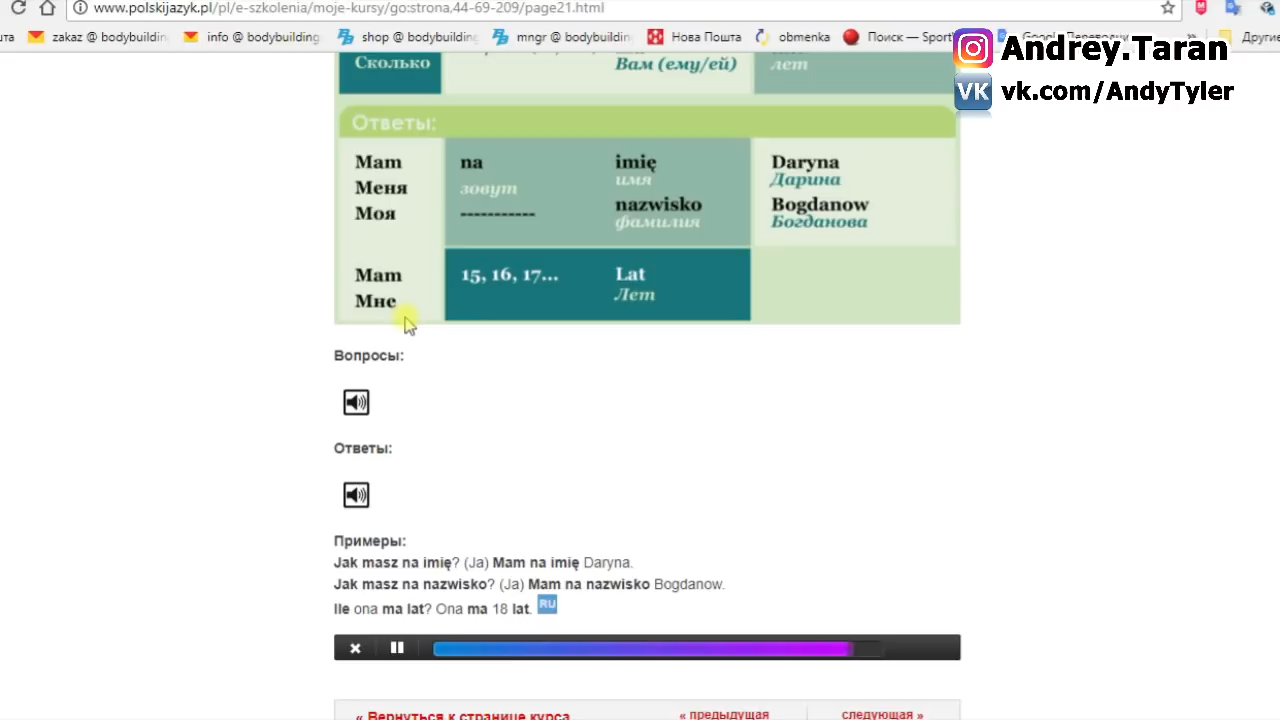 www.polskijazyk.pl/pl/e-szkolenia/moje-kursy/go:strona,44-69-209/page21.html
та zakaz @ bodybuilding info @ bodybuilding shop @ bodybuilding mngr @ bodybuildin Нова Пошта obmenka Поиск — Sport Другие
Andrey.Taran
VK vk.com/AndyTyler
Сколько Вам (ему/ей) лет
Ответы:
Mam na imię Daryna
Меня зовут имя Дарина
Моя ----------- nazwisko Bogdanow
фамилия Богданова
Mam 15, 16, 17... Lat
Мне Лет
Вопросы:
Ответы:
Примеры:
Jak masz na imię? (Ja) Mam na imię Daryna.
Jak masz na nazwisko? (Ja) Mam na nazwisko Bogdanow.
Ile ona ma lat? Ona ma 18 lat. RU
« Вернуться к странице курса « предыдущая следующая »